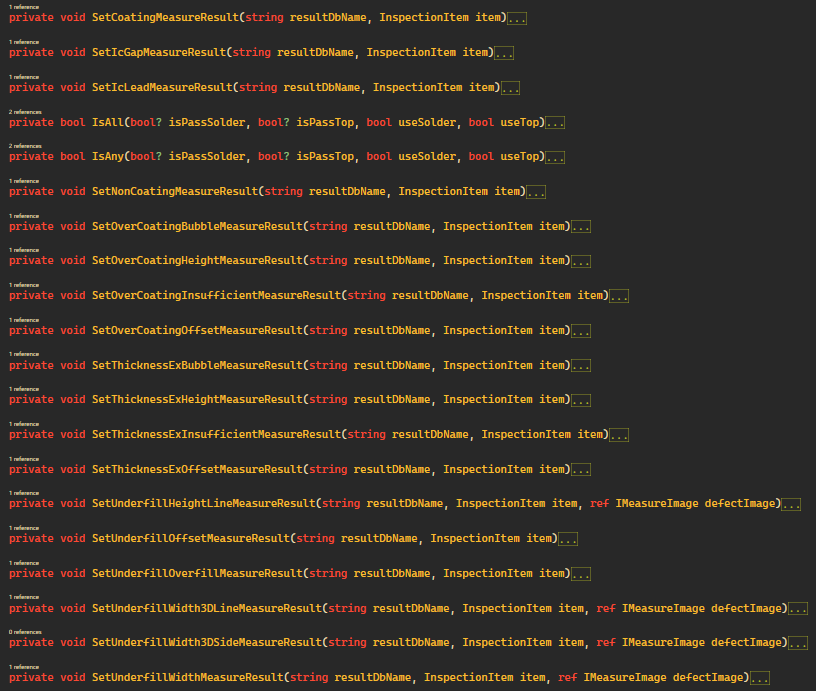 1 reference
private void SetCoatingMeasureResult(string resultDbName, InspectionItem item)...
1 reference
private void SetIcGapMeasureResult(string resultDbName, InspectionItem item)...
1 reference
private void SetIcLeadMeasureResult(string resultDbName, InspectionItem item)...
2 references
private bool IsAll(bool? isPassSolder, bool? isPassTop, bool useSolder, bool useTop)...
2 references
private bool IsAny(bool? isPassSolder, bool? isPassTop, bool useSolder, bool useTop)...
1 reference
private void SetNonCoatingMeasureResult(string resultDbName, InspectionItem item)...
1 reference
private void SetOverCoatingBubbleMeasureResult(string resultDbName, InspectionItem item)...
1 reference
private void SetOverCoatingHeightMeasureResult(string resultDbName, InspectionItem item)...
1 reference
private void SetOverCoatingInsufficientMeasureResult(string resultDbName, InspectionItem item)...
1 reference
private void SetOverCoatingOffsetMeasureResult(string resultDbName, InspectionItem item)...
1 reference
private void SetThicknessExBubbleMeasureResult(string resultDbName, InspectionItem item)...
1 reference
private void SetThicknessExHeightMeasureResult(string resultDbName, InspectionItem item)...
1 reference
private void SetThicknessExInsufficientMeasureResult(string resultDbName, InspectionItem item)...
1 reference
private void SetThicknessExOffsetMeasureResult(string resultDbName, InspectionItem item)...
1 reference
private void SetUnderfillHeightLineMeasureResult(string resultDbName, InspectionItem item, ref IMeasureImage defectImage)...
1 reference
private void SetUnderfillOffsetMeasureResult(string resultDbName, InspectionItem item)...
1 reference
private void SetUnderfillOverfillMeasureResult(string resultDbName, InspectionItem item)...
1 reference
private void SetUnderfillWidth3DLineMeasureResult(string resultDbName, InspectionItem item, ref IMeasureImage defectImage)...
0 references
private void SetUnderfillWidth3DSideMeasureResult(string resultDbName, InspectionItem item, ref IMeasureImage defectImage)...
1 reference
private void SetUnderfillWidthMeasureResult(string resultDbName, InspectionItem item, ref IMeasureImage defectImage)...